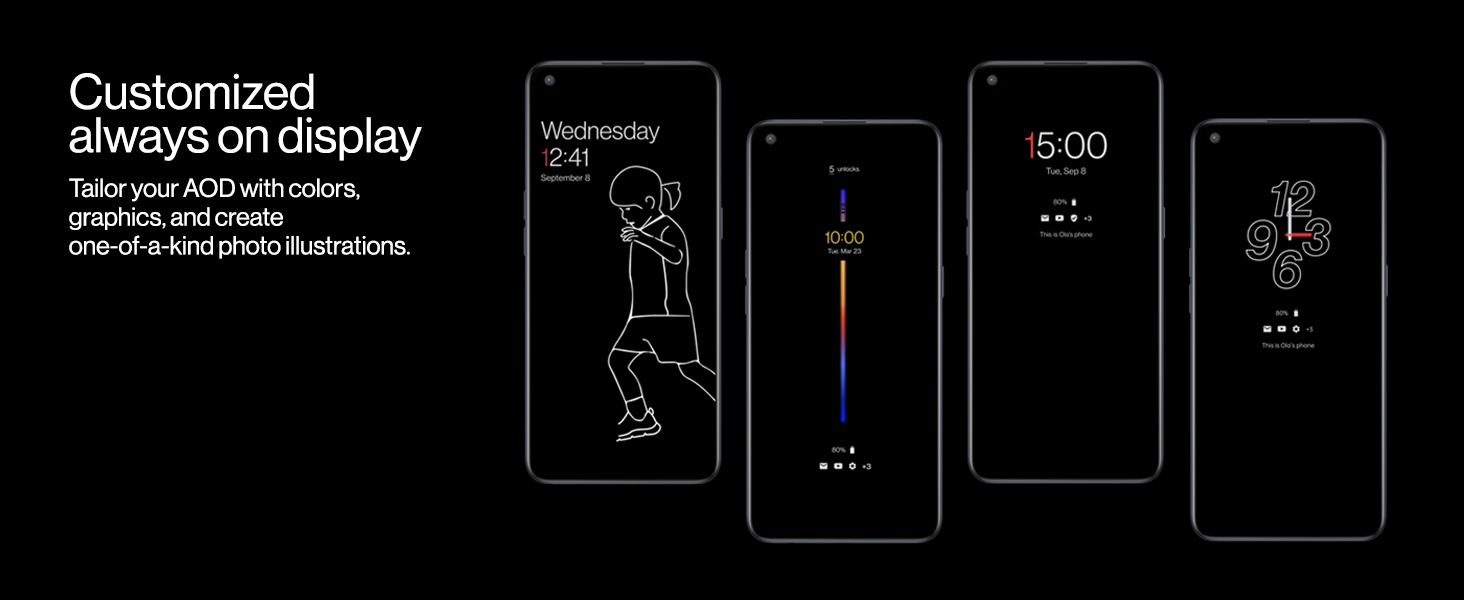 Customized
always on display
Tailor your AOD with colors,
graphics, and create
one-of-a-kind photo illustrations.
Wednesday
12:41
September 8
5 unlocks
10:00
Tue. Mar 23
80%
+3
15:00
Tue, Sep 8
80%
+3
This is Ola's phone
12
9 3
6
80%
+3
This is Ola's phone